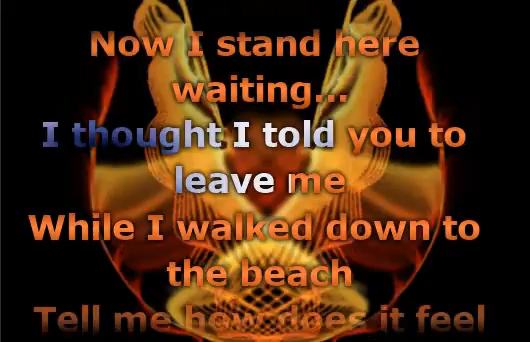 Now I stand here
waiting...
I thought I told you to
leave me
While I walked down to
the beach
Tell me how does it feel